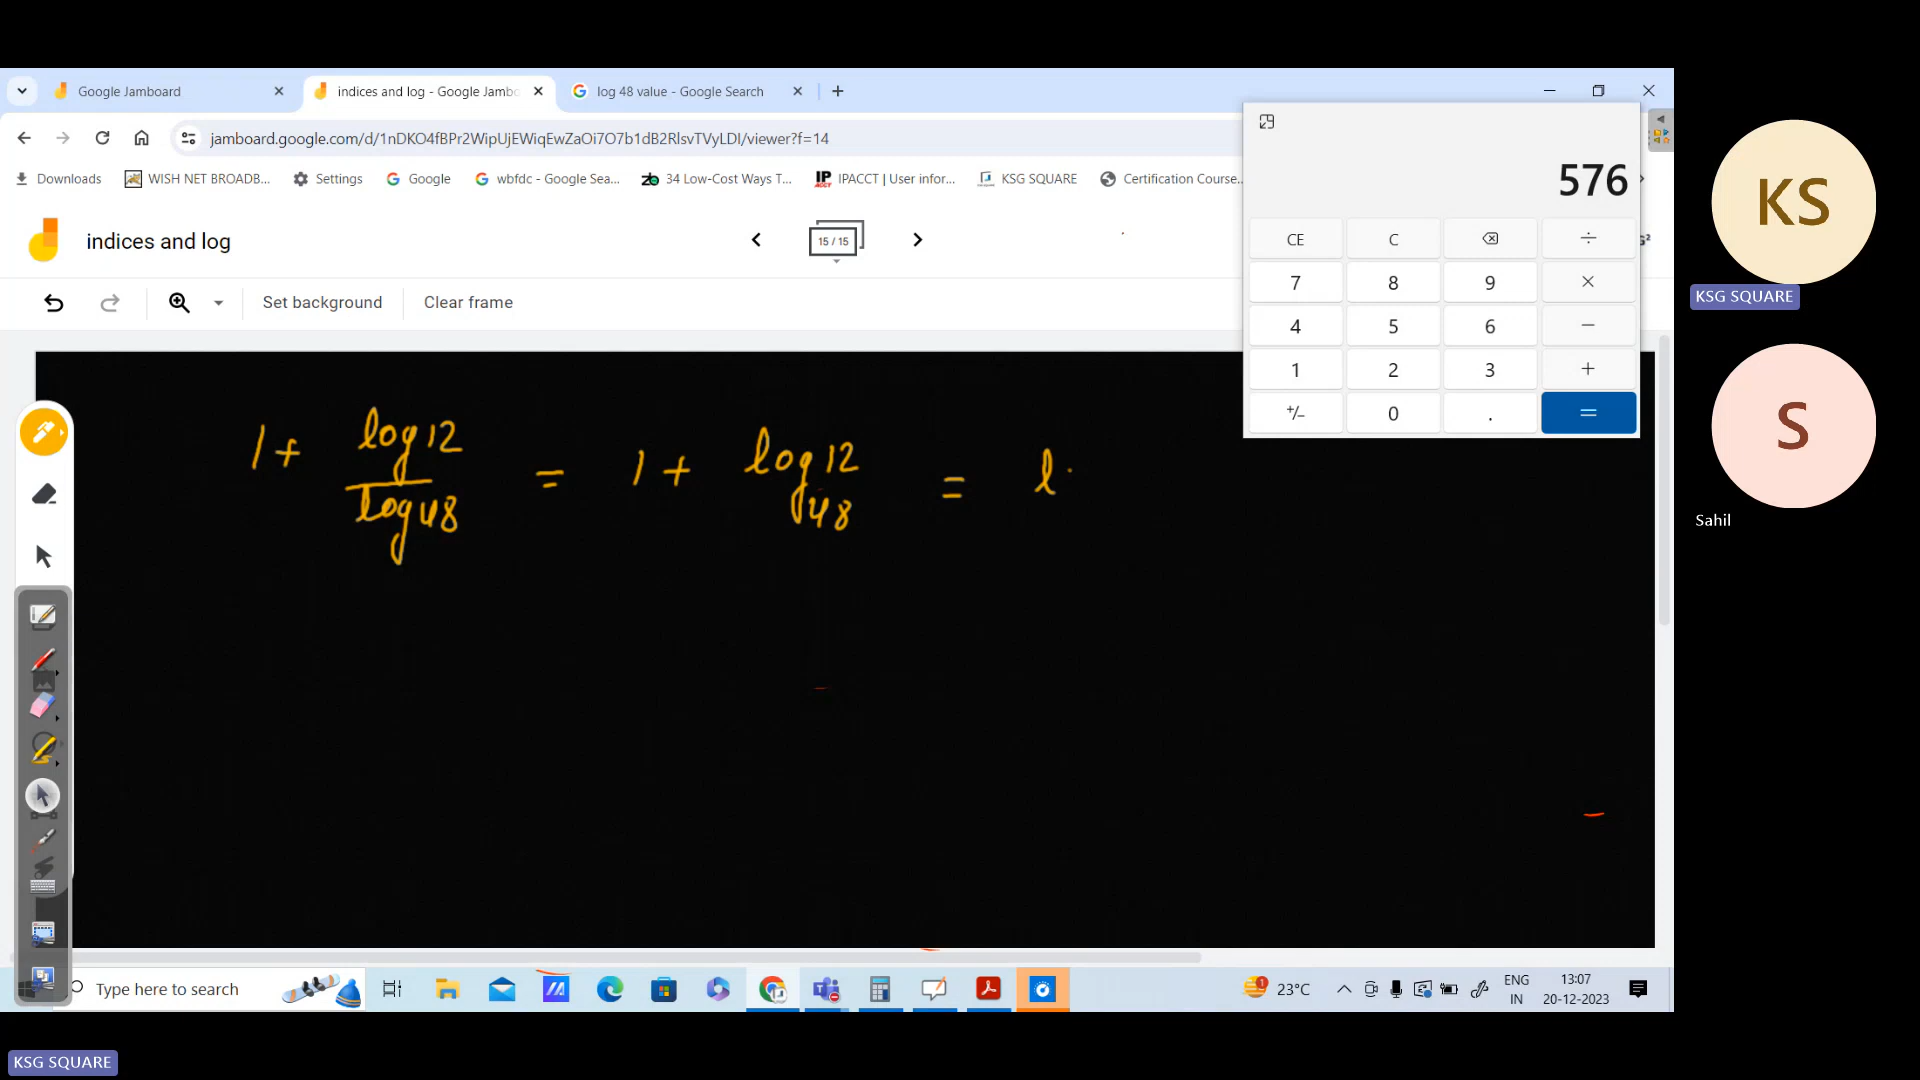 Google Jamboard
indices and log - Google Jambo
log 48 value - Google Search
jamboard.google.com/d/1nDKO4fBPr2WipUjEWiqEwZaOi7O7b1dB2RlsvTVyLDI/viewer?f=14
Downloads
WISH NET BROADB...
Settings
Google
wbfdc - Google Sea...
34 Low-Cost Ways T...
IPACCT | User infor...
KSG SQUARE
Certification Course...
indices and log
15 / 15
Set background
Clear frame
576
CE C ÷
7 8 9 ×
4 5 6 −
1 2 3 +
+/− 0 . =
1 + log 12 / log 48 = 1 + log₄₈ 12 = l
KS
KSG SQUARE
S
Sahil
Type here to search
23°C
ENG
IN
13:07
20-12-2023
KSG SQUARE